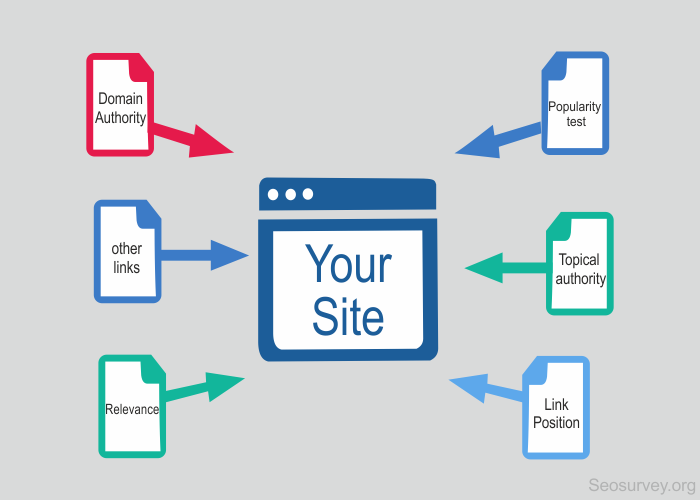 Domain
Authority
Popularity
test
other
links
Your
Site
Topical
authority
Relevance
Link
Position
Seosurvey.org